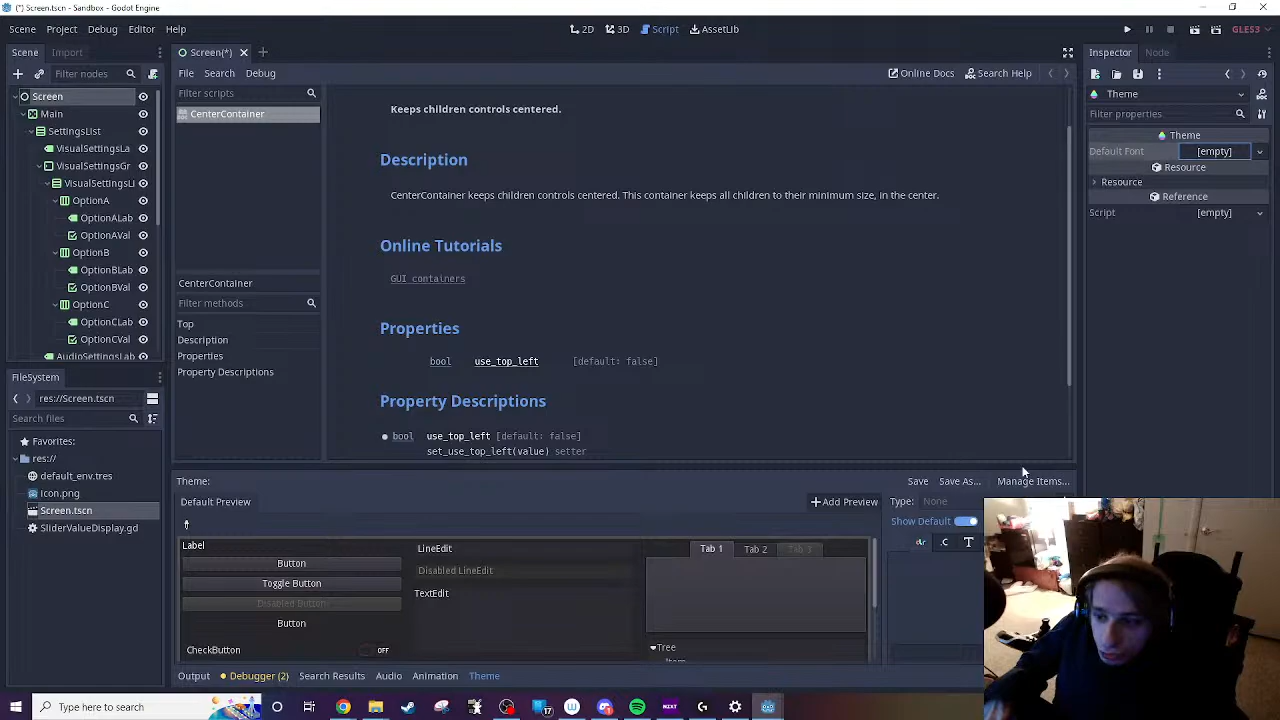 (*) Screen.tscn - Sandbox - Godot Engine
Scene Project Debug Editor Help
2D 3D Script AssetLib
GLES3
Scene Import
Screen(*)
Inspector Node
Filter nodes
File Search Debug
Online Docs Search Help
Screen
Filter scripts
Theme
Main
CenterContainer
Keeps children controls centered.
Filter properties
SettingsList
Theme
VisualSettingsLa
Default Font [empty]
VisualSettingsGr
Description
Resource
VisualSettingsLi
Resource
OptionA
CenterContainer keeps children controls centered. This container keeps all children to their minimum size, in the center.
Reference
OptionALab
Script [empty]
OptionAVal
Online Tutorials
OptionB
OptionBLab
GUI containers
OptionBVal
CenterContainer
OptionC
Filter methods
OptionCLab
Top
Properties
OptionCVal
Description
AudioSettingsLab
Properties
bool use_top_left [default: false]
Property Descriptions
FileSystem
Property Descriptions
res://Screen.tscn
Search files
bool use_top_left [default: false]
Favorites:
set_use_top_left(value) setter
res://
default_env.tres
Theme:
Save Save As... Manage Items...
icon.png
Default Preview
Add Preview
Type: None
Screen.tscn
Show Default
SliderValueDisplay.gd
Label
LineEdit
Tab 1 Tab 2 Tab 3
Button
Disabled LineEdit
Toggle Button
TextEdit
Disabled Button
Button
CheckButton OFF
Tree
Item
Output Debugger (2) Search Results Audio Animation Theme
Type here to search
17
NZXT